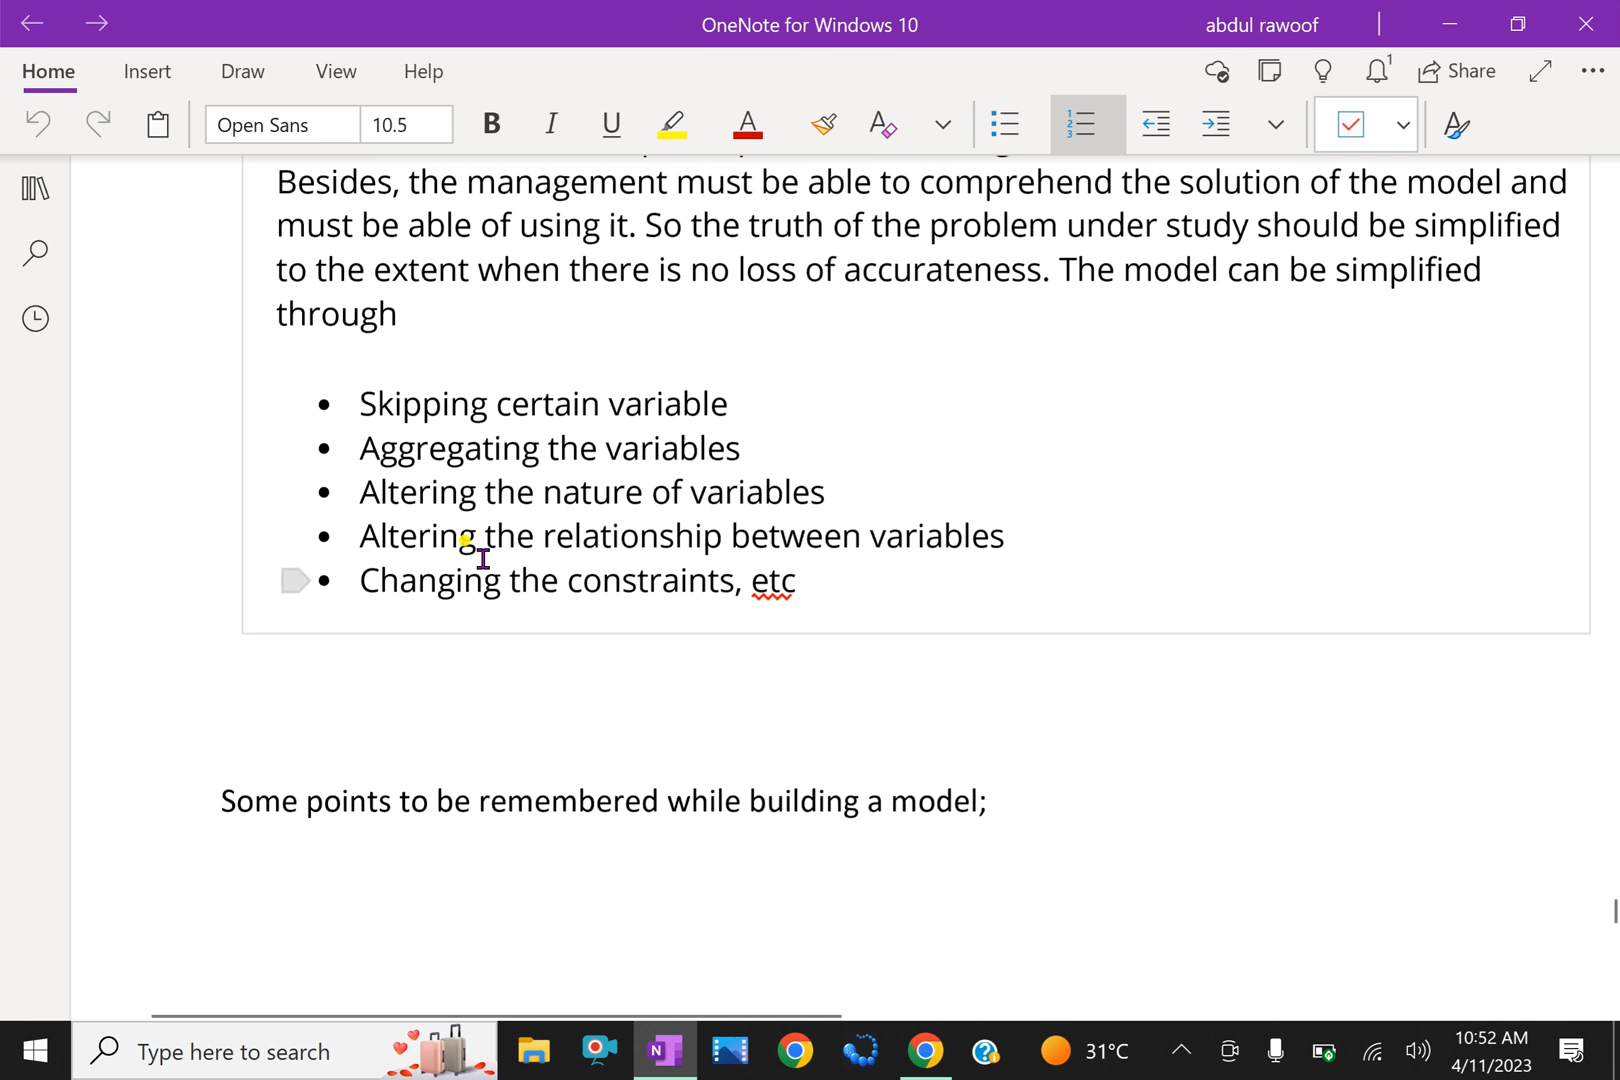 OneNote for Windows 10
abdul rawoof
Home Insert Draw View Help
1
Share
Open Sans 10.5 B I U A A
Besides, the management must be able to comprehend the solution of the model and
must be able of using it. So the truth of the problem under study should be simplified
to the extent when there is no loss of accurateness. The model can be simplified
through
• Skipping certain variable
• Aggregating the variables
• Altering the nature of variables
• Altering the relationship between variables
• Changing the constraints, etc
Some points to be remembered while building a model;
Type here to search
31°C
10:52 AM
4/11/2023